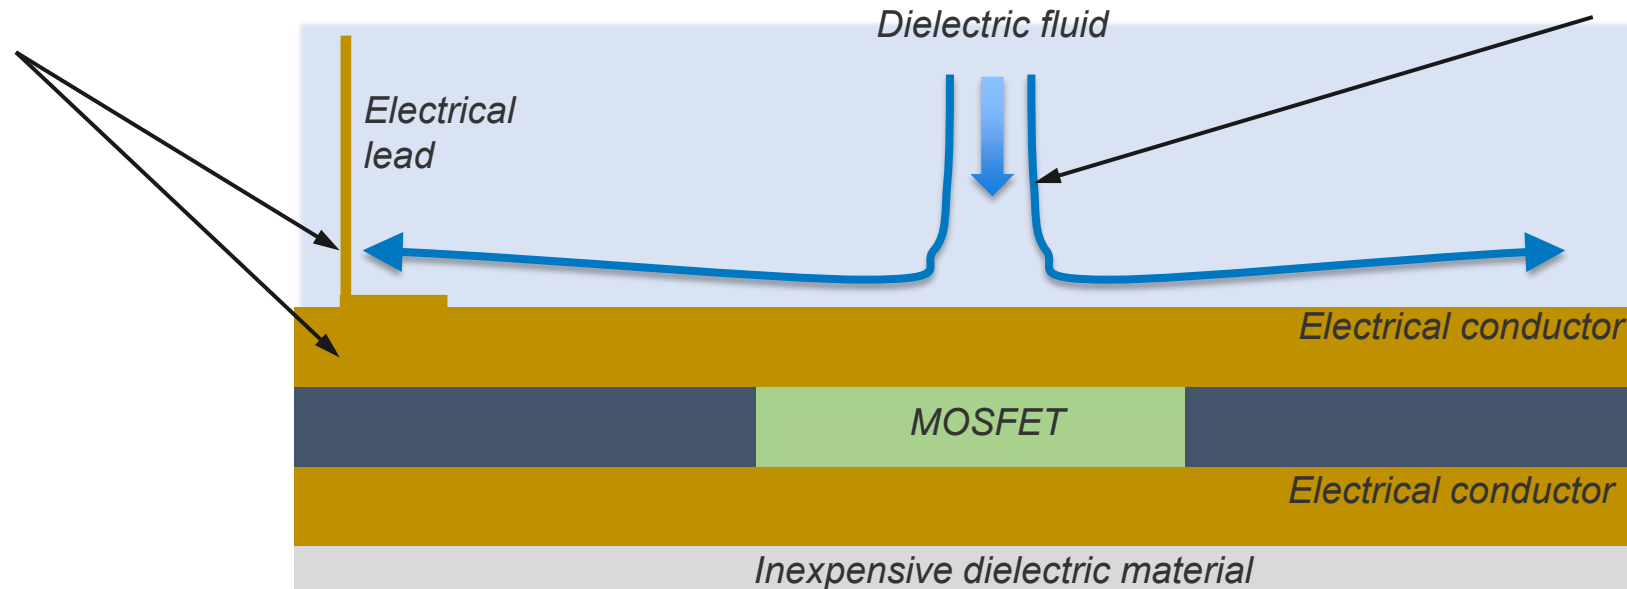 Dielectric fluid
Electrical
lead
Electrical conductor
MOSFET
Electrical conductor
Inexpensive dielectric material